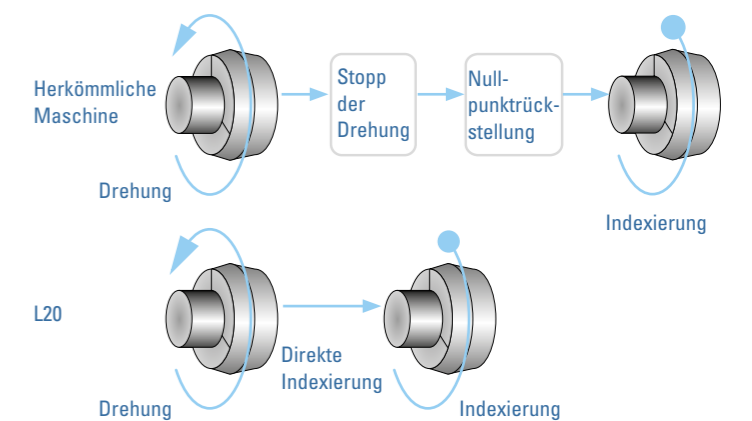 Herkömmliche
Maschine
Drehung
Stopp
der
Drehung
Null-
punktrück-
stellung
Indexierung
L20
Drehung
Direkte
Indexierung
Indexierung